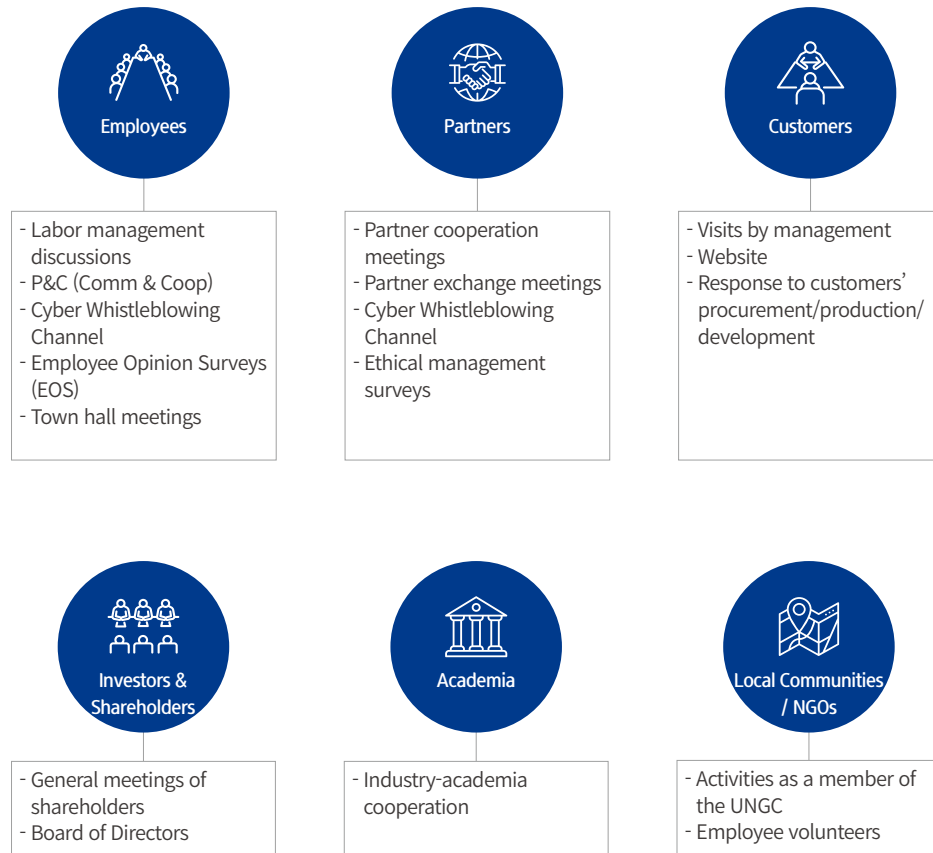 Employees
- Labor management
discussions
- P&C (Comm & Coop)
- Cyber Whistleblowing
Channel
- Employee Opinion Surveys
(EOS)
- Town hall meetings
Partners
- Partner cooperation
meetings
- Partner exchange meetings
- Cyber Whistleblowing
Channel
- Ethical management
surveys
Customers
- Visits by management
- Website
- Response to customers’
procurement/production/
development
Investors &
Shareholders
- General meetings of
shareholders
- Board of Directors
Academia
- Industry-academia
cooperation
Local Communities
/ NGOs
- Activities as a member of
the UNGC
- Employee volunteers